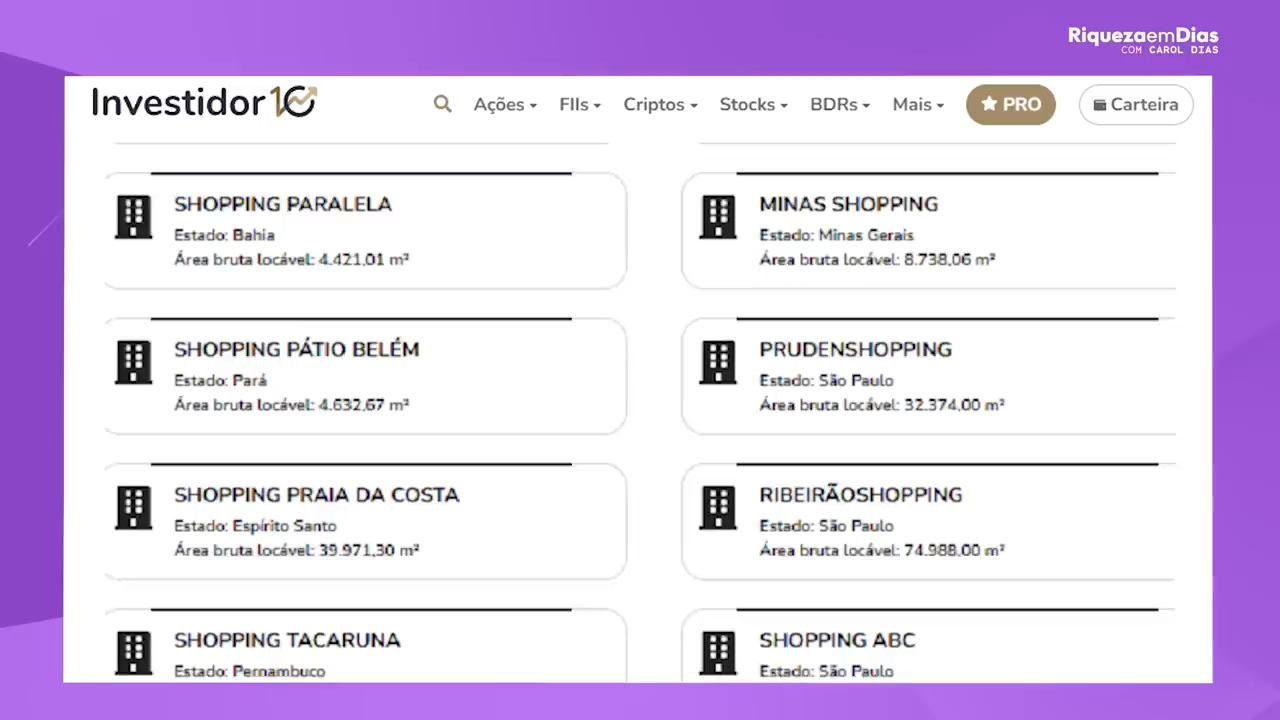 RiquezaemDias
COM CAROL DIAS
Investidor 10
Ações
FIIs
Criptos
Stocks
BDRs
Mais
PRO
Carteira
SHOPPING PARALELA
Estado: Bahia
Área bruta locável: 4.421,01 m²
MINAS SHOPPING
Estado: Minas Gerais
Área bruta locável: 8.738,06 m²
SHOPPING PÁTIO BELÉM
Estado: Pará
Área bruta locável: 4.632,67 m²
PRUDENSHOPPING
Estado: São Paulo
Área bruta locável: 32.374,00 m²
SHOPPING PRAIA DA COSTA
Estado: Espírito Santo
Área bruta locável: 39.971,30 m²
RIBEIRÃOSHOPPING
Estado: São Paulo
Área bruta locável: 74.988,00 m²
SHOPPING TACARUNA
Estado: Pernambuco
SHOPPING ABC
Estado: São Paulo